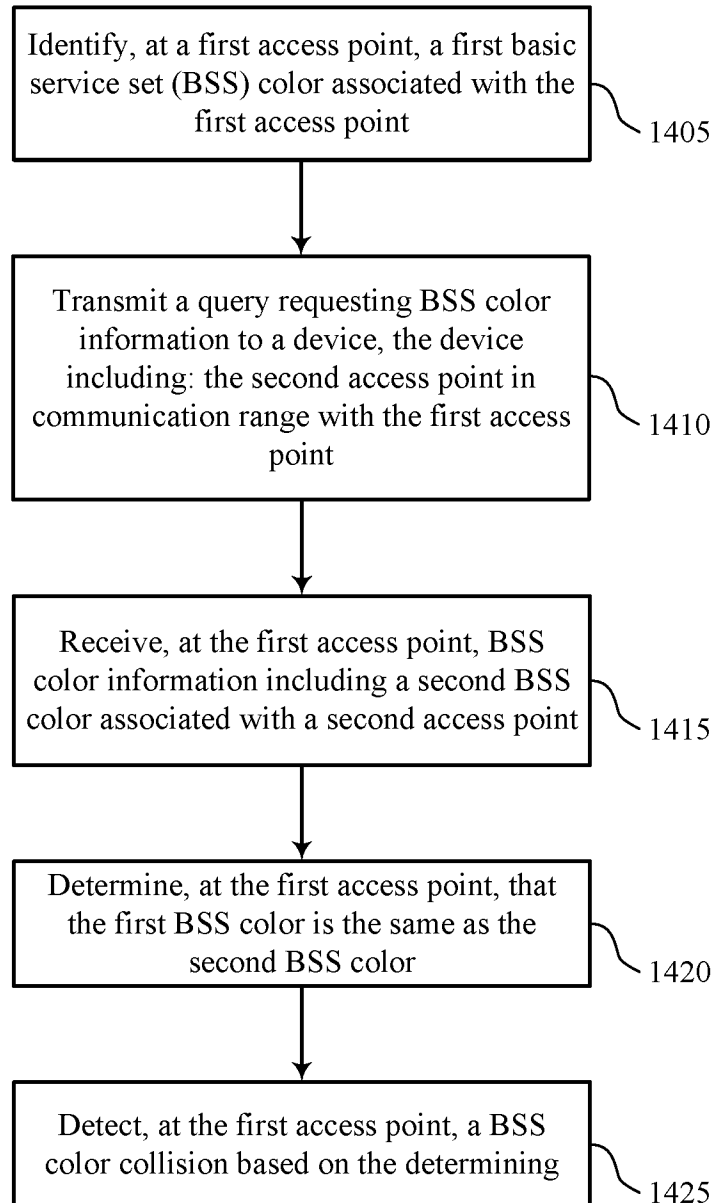 Identify, at a first access point, a first basic
service set (BSS) color associated with the
first access point
1405
Transmit a query requesting BSS color
information to a device, the device
including: the second access point in
communication range with the first access
point
1410
Receive, at the first access point, BSS
color information including a second BSS
color associated with a second access point
1415
Determine, at the first access point, that
the first BSS color is the same as the
second BSS color
1420
Detect, at the first access point, a BSS
color collision based on the determining
1425